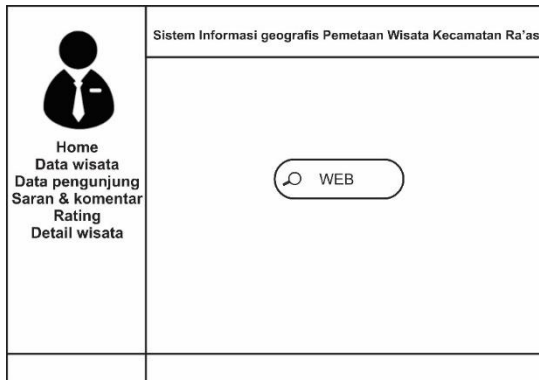 Sistem Informasi geografis Pemetaan Wisata Kecamatan Ra'as
Home
Data wisata
Data pengunjung
Saran & komentar
Rating
Detail wisata
WEB